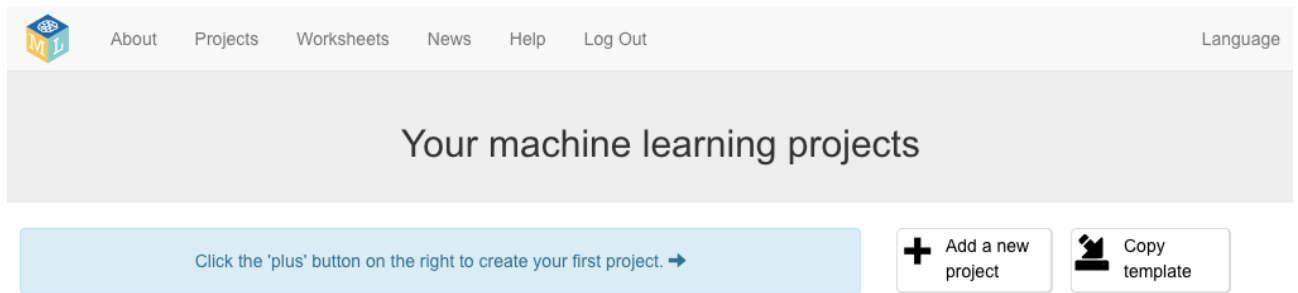 M L
About Projects Worksheets News Help Log Out Language
Your machine learning projects
Click the 'plus' button on the right to create your first project.
Add a new
project
Copy
template